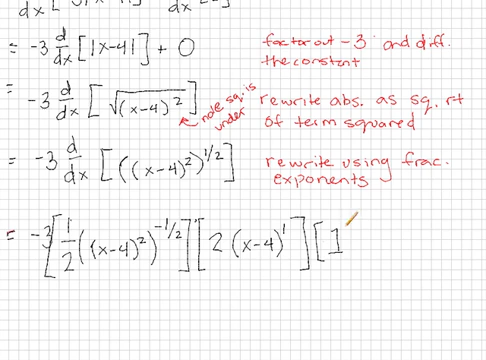 dx dx
= -3 d/dx [|x-4|] + 0 factor out -3 and diff. the constant
= -3 d/dx [√(x-4)²] note sq. is under rewrite abs. as sq. rt of term squared
= -3 d/dx [((x-4)²)^1/2] rewrite using frac. exponents
= -3[1/2((x-4)²)^-1/2][2(x-4)^1][1